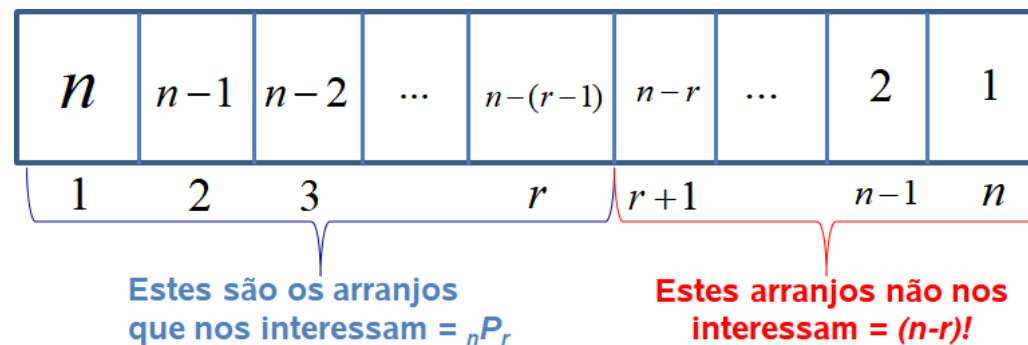 n n−1 n−2 ... n−(r−1) n−r ... 2 1
1 2 3 r r+1 n−1 n
Estes são os arranjos
que nos interessam = ₙPᵣ
Estes arranjos não nos
interessam = (n-r)!